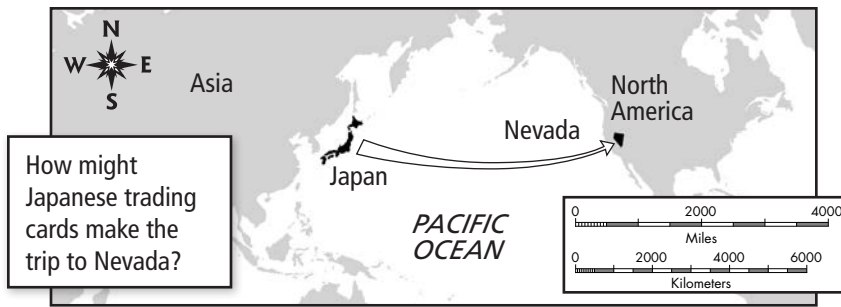 N
W E
S
Asia
North
America
Nevada
Japan
How might
Japanese trading
cards make the
trip to Nevada?
PACIFIC
OCEAN
0 2000 4000
Miles
0 2000 4000 6000
Kilometers